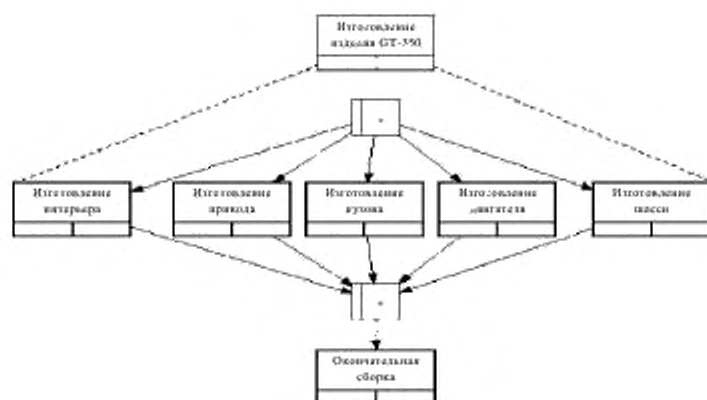 Изготовление
изделия GT-350
Изготовление
интерьера
Изготовление
привода
Изготовление
кузова
Изготовление
двигателя
Изготовление
шасси
Окончательная
сборка